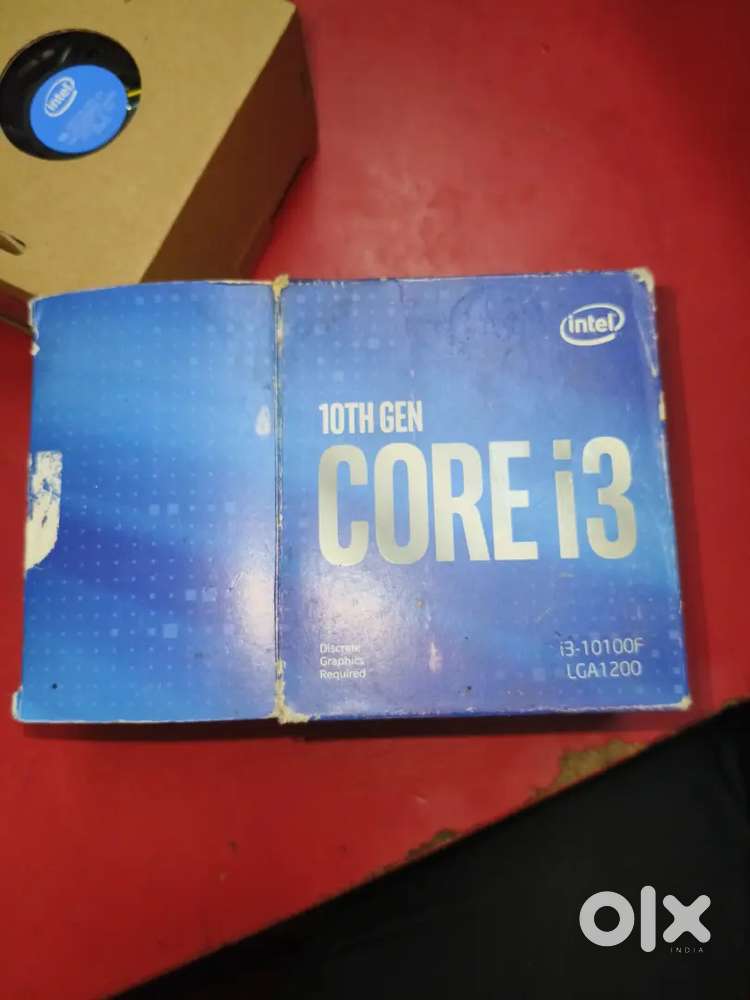 intel
intel
10TH GEN
CORE i3
Discrete
Graphics
Required
i3-10100F
LGA1200
olx
INDIA